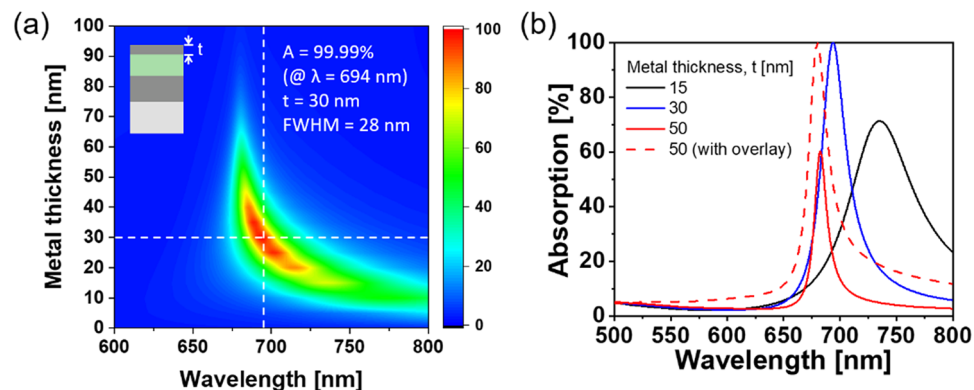 (a)
Metal thickness [nm]
100
90
80
70
60
50
40
30
20
10
0
t
A = 99.99%
(@ λ = 694 nm)
t = 30 nm
FWHM = 28 nm
600
650
700
750
800
Wavelength [nm]
100
80
60
40
20
0
(b)
Absorption [%]
100
80
60
40
20
0
Metal thickness, t [nm]
15
30
50
50 (with overlay)
500
550
600
650
700
750
800
Wavelength [nm]